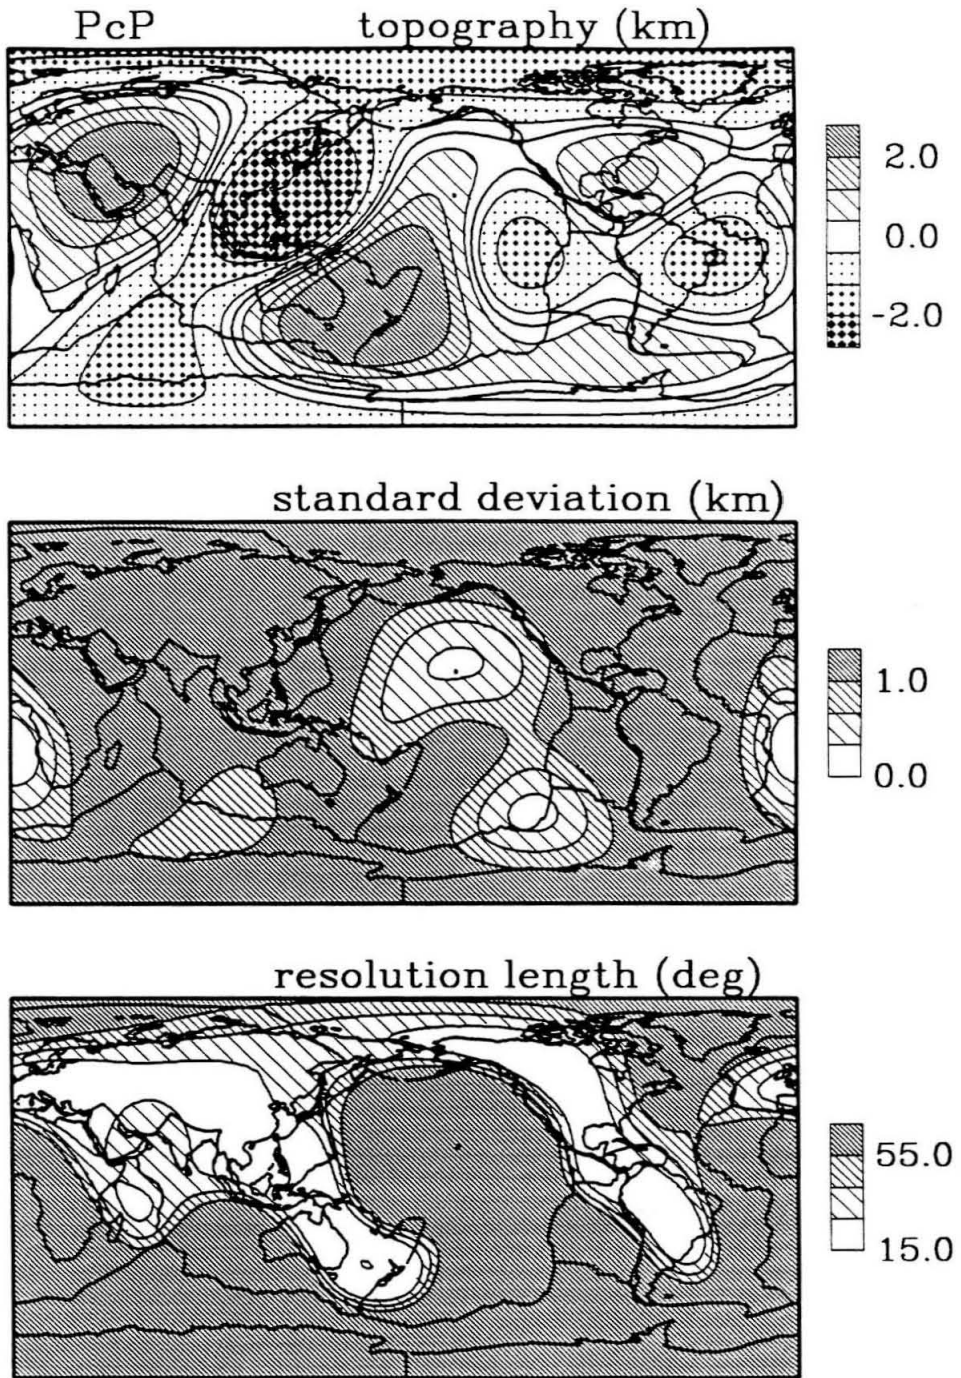 PcP topography (km)
2.0
0.0
-2.0
standard deviation (km)
1.0
0.0
resolution length (deg)
55.0
15.0